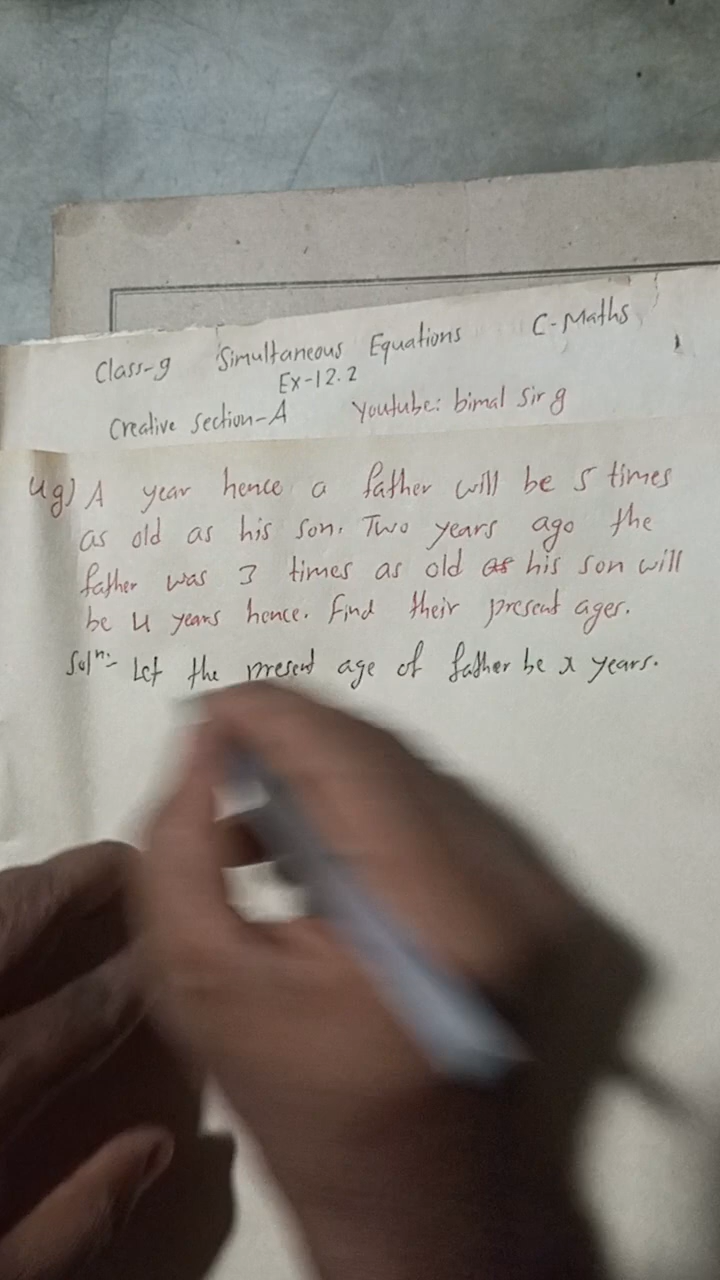 Class-9 Simultaneous Equations C-Maths
Ex-12.2
Creative Section-A Youtube: bimal sir g
4g) A year hence a father will be 5 times
as old as his son. Two years ago the
father was 3 times as old as his son will
be 4 years hence. Find their present ages.
Solⁿ:- Let the present age of father be x years.